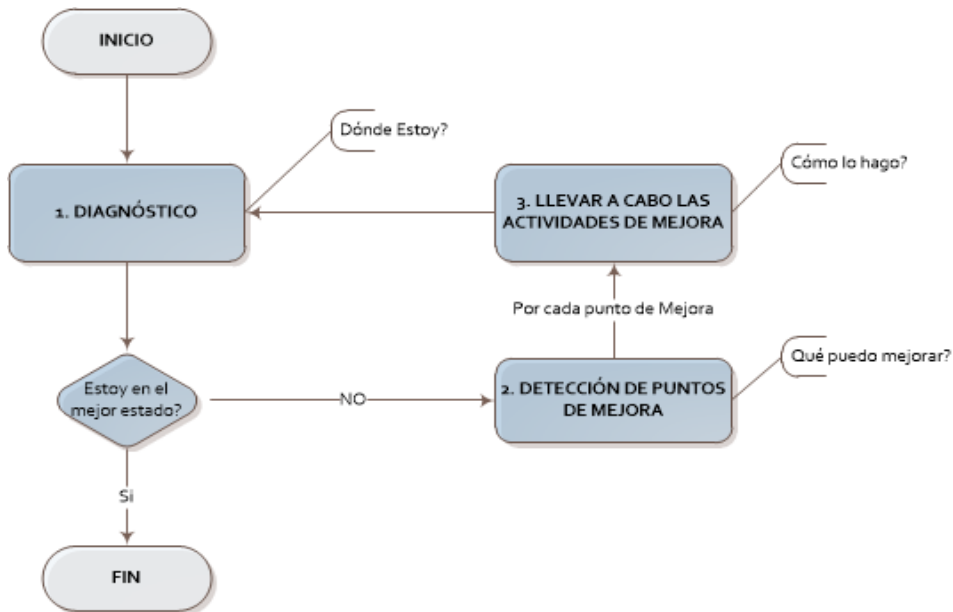 INICIO
Dónde Estoy?
1. DIAGNÓSTICO
3. LLEVAR A CABO LAS
ACTIVIDADES DE MEJORA
Cómo lo hago?
Por cada punto de Mejora
Estoy en el
mejor estado?
NO
2. DETECCIÓN DE PUNTOS
DE MEJORA
Qué puedo mejorar?
Si
FIN